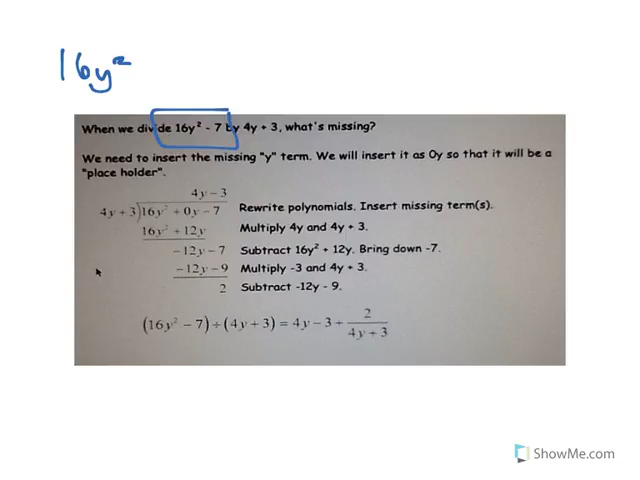 16y²
When we divide 16y² - 7 by 4y + 3, what's missing?
We need to insert the missing "y" term. We will insert it as 0y so that it will be a
"place holder".
4y − 3
4y + 3)16y² + 0y − 7 Rewrite polynomials. Insert missing term(s).
16y² + 12y Multiply 4y and 4y + 3.
−12y − 7 Subtract 16y² + 12y. Bring down -7.
−12y − 9 Multiply -3 and 4y + 3.
2 Subtract -12y - 9.
(16y² − 7) ÷ (4y + 3) = 4y − 3 + 2/(4y + 3)
ShowMe.com